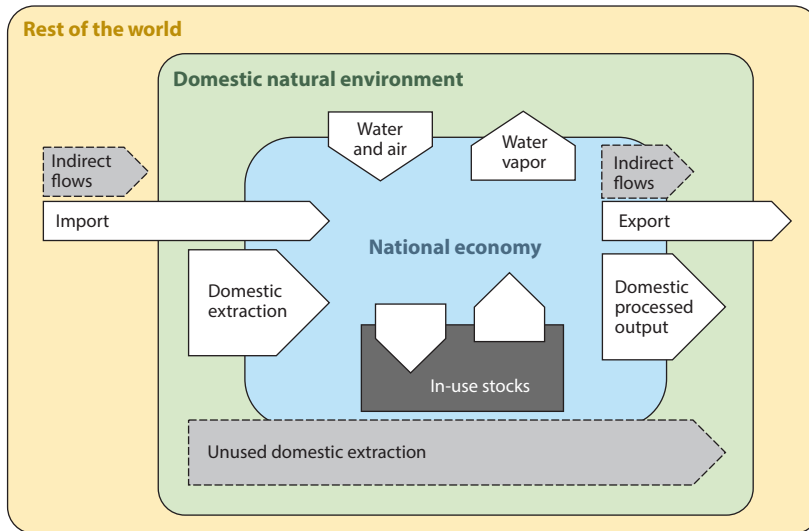 Rest of the world
Domestic natural environment
Water
and air
Water
vapor
Indirect
flows
Indirect
flows
Import
Export
National economy
Domestic
extraction
Domestic
processed
output
In-use stocks
Unused domestic extraction